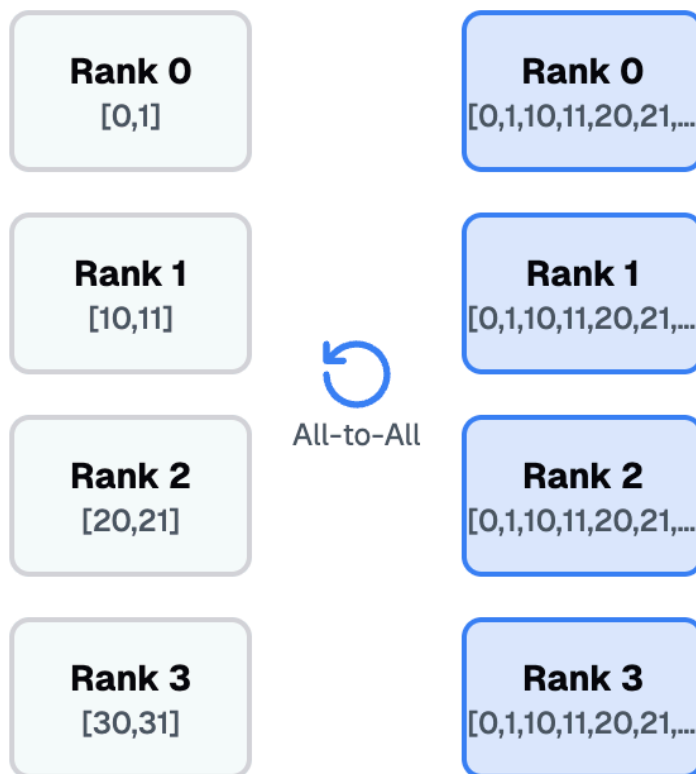 Rank 0
[0,1]
Rank 0
[0,1,10,11,20,21,...
Rank 1
[10,11]
Rank 1
[0,1,10,11,20,21,...
All-to-All
Rank 2
[20,21]
Rank 2
[0,1,10,11,20,21,...
Rank 3
[30,31]
Rank 3
[0,1,10,11,20,21,...